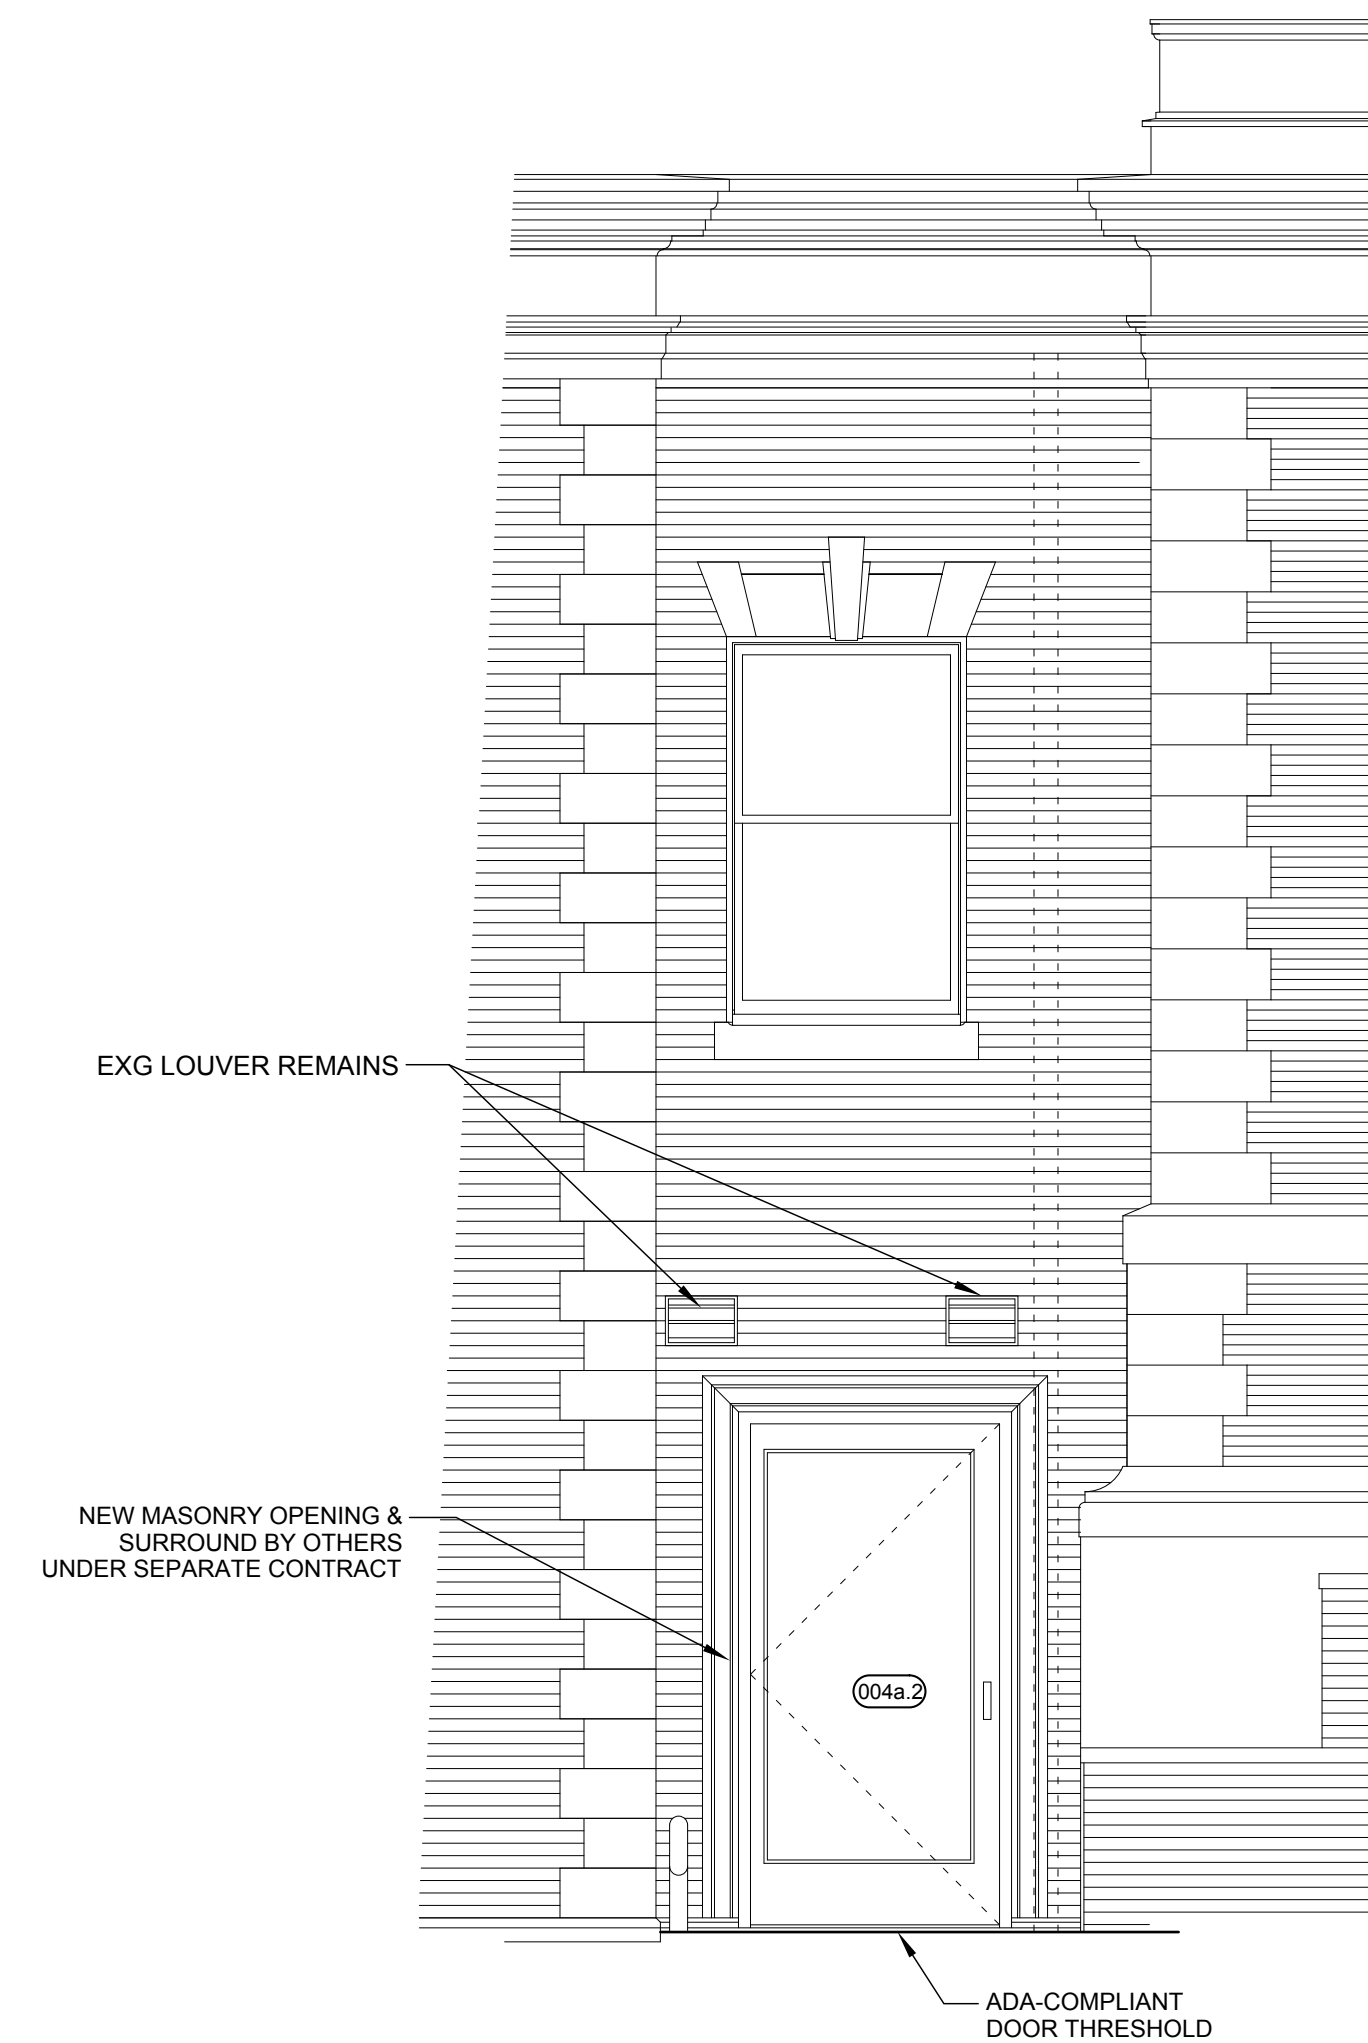 EXG LOUVER REMAINS
NEW MASONRY OPENING &
SURROUND BY OTHERS
UNDER SEPARATE CONTRACT
004a.2
ADA-COMPLIANT
DOOR THRESHOLD